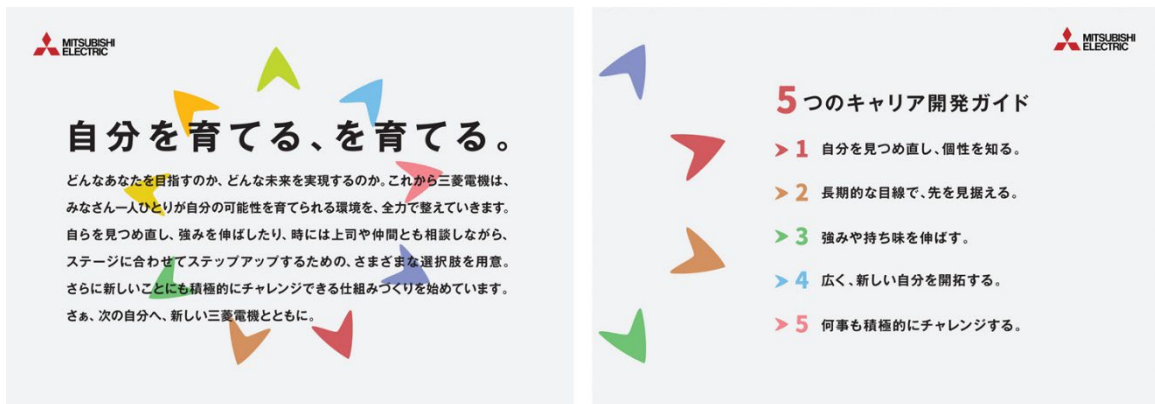 MITSUBISHI
ELECTRIC
自分を育てる、を育てる。
どんなあなたを目指すのか、どんな未来を実現するのか。これから三菱電機は、
みなさん一人ひとりが自分の可能性を育てられる環境を、全力で整えていきます。
自らを見つめ直し、強みを伸ばしたり、時には上司や仲間とも相談しながら、
ステージに合わせてステップアップするための、さまざまな選択肢を用意。
さらに新しいことにも積極的にチャレンジできる仕組みづくりを始めています。
さぁ、次の自分へ、新しい三菱電機とともに。
MITSUBISHI
ELECTRIC
5つのキャリア開発ガイド
1 自分を見つめ直し、個性を知る。
2 長期的な目線で、先を見据える。
3 強みや持ち味を伸ばす。
4 広く、新しい自分を開拓する。
5 何事も積極的にチャレンジする。